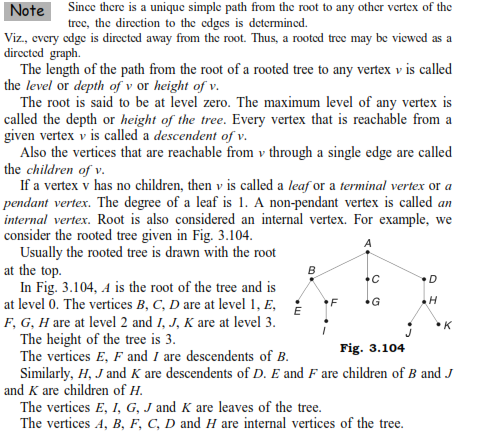 Note Since there is a unique simple path from the root to any other vertex of the
tree, the direction to the edges is determined.
Viz., every edge is directed away from the root. Thus, a rooted tree may be viewed as a
directed graph.
The length of the path from the root of a rooted tree to any vertex v is called
the level or depth of v or height of v.
The root is said to be at level zero. The maximum level of any vertex is
called the depth or height of the tree. Every vertex that is reachable from a
given vertex v is called a descendent of v.
Also the vertices that are reachable from v through a single edge are called
the children of v.
If a vertex v has no children, then v is called a leaf or a terminal vertex or a
pendant vertex. The degree of a leaf is 1. A non-pendant vertex is called an
internal vertex. Root is also considered an internal vertex. For example, we
consider the rooted tree given in Fig. 3.104.
Usually the rooted tree is drawn with the root
at the top.
In Fig. 3.104, A is the root of the tree and is
at level 0. The vertices B, C, D are at level 1, E,
F, G, H are at level 2 and I, J, K are at level 3.
The height of the tree is 3.
The vertices E, F and I are descendents of B.
A
B
C
D
E
F
G
H
I
J
K
Fig. 3.104
Similarly, H, J and K are descendents of D. E and F are children of B and J
and K are children of H.
The vertices E, I, G, J and K are leaves of the tree.
The vertices A, B, F, C, D and H are internal vertices of the tree.